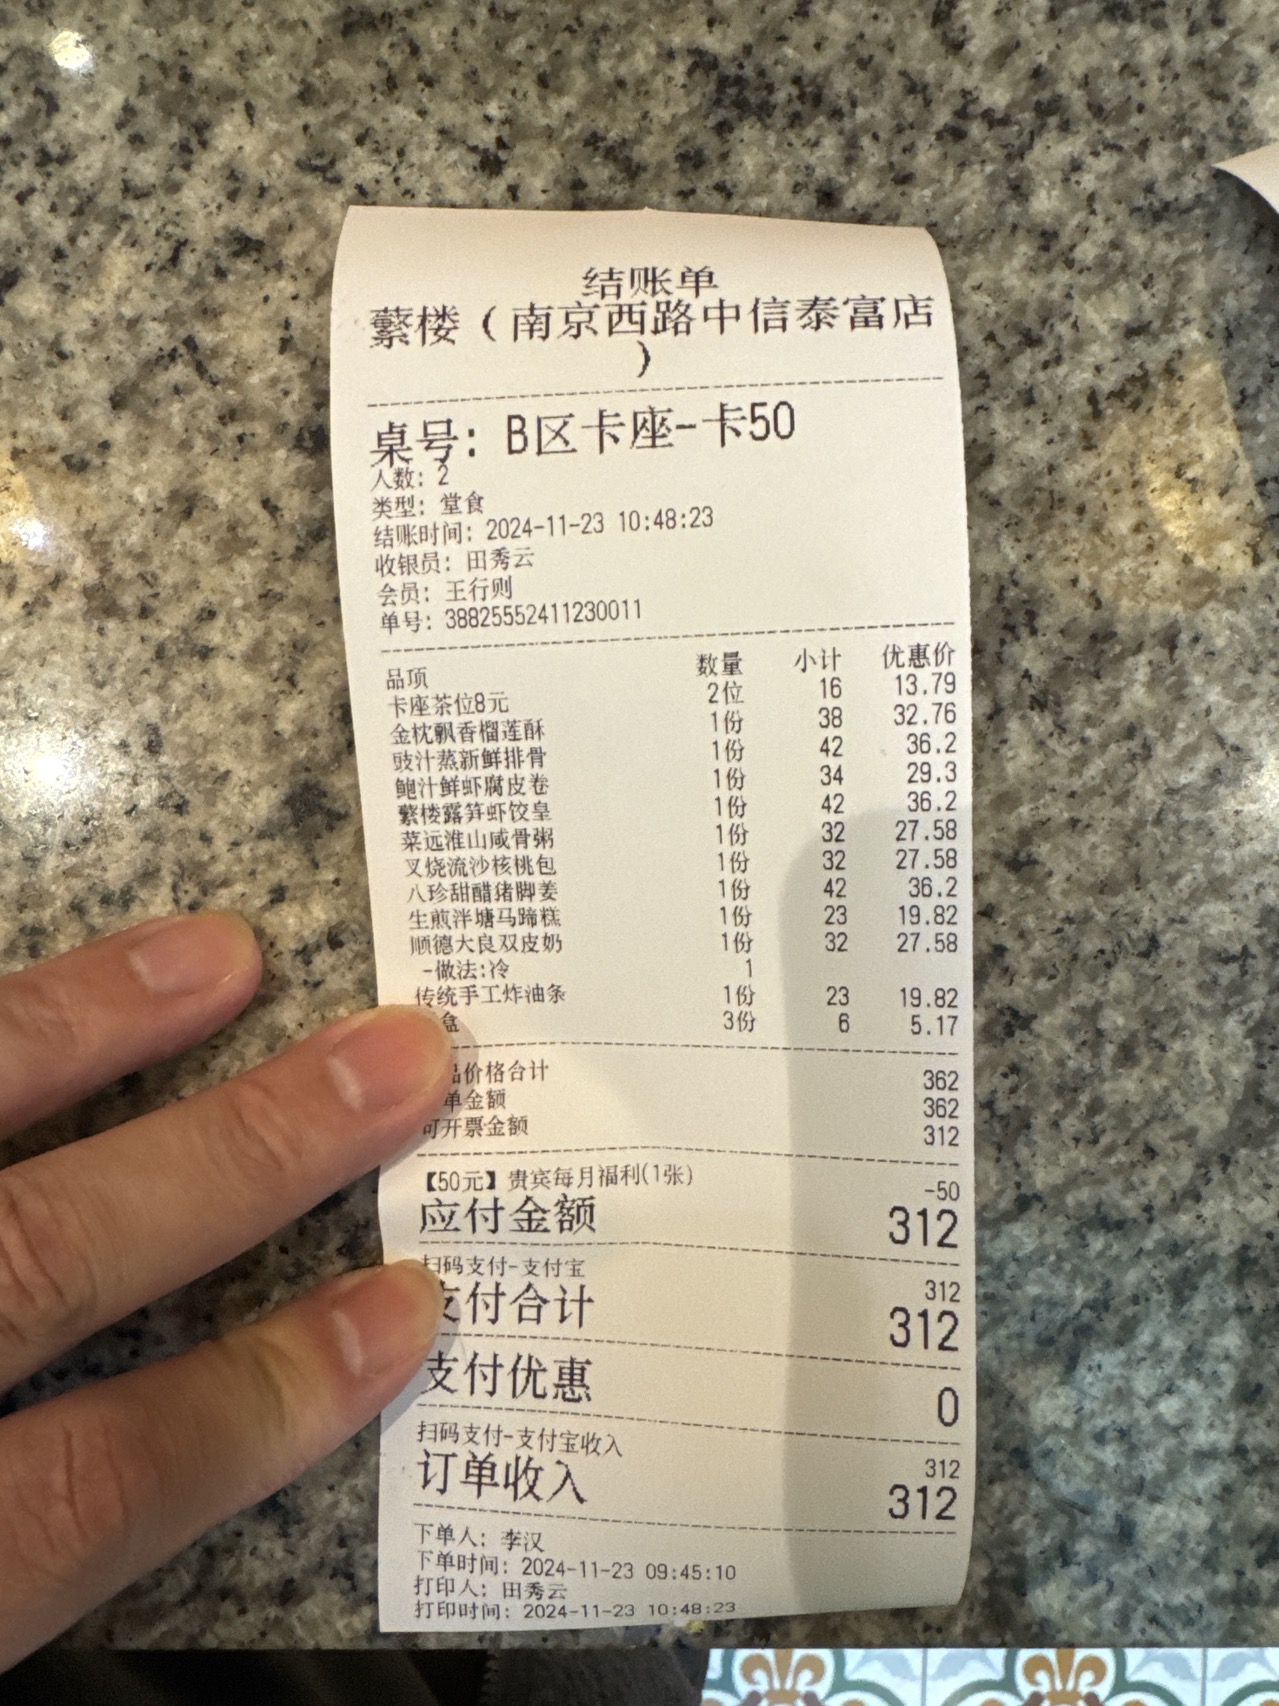 结账单
蘩楼（南京西路中信泰富店
）
桌号: B区卡座-卡50
人数: 2
类型: 堂食
结账时间: 2024-11-23 10:48:23
收银员: 田秀云
会员: 王行则
单号: 38825552411230011
品项 数量 小计 优惠价
卡座茶位8元 2位 16 13.79
金枕飘香榴莲酥 1份 38 32.76
豉汁蒸新鲜排骨 1份 42 36.2
鲍汁鲜虾腐皮卷 1份 34 29.3
蘩楼露笋虾饺皇 1份 42 36.2
菜远淮山咸骨粥 1份 32 27.58
叉烧流沙核桃包 1份 32 27.58
八珍甜醋猪脚姜 1份 42 36.2
生煎泮塘马蹄糕 1份 23 19.82
顺德大良双皮奶 1份 32 27.58
-做法:冷 1
传统手工炸油条 1份 23 19.82
盒 3份 6 5.17
品价格合计 362
单金额 362
可开票金额 312
【50元】贵宾每月福利(1张) -50
应付金额 312
扫码支付-支付宝 312
支付合计 312
支付优惠 0
扫码支付-支付宝收入 312
订单收入 312
下单人: 李汉
下单时间: 2024-11-23 09:45:10
打印人: 田秀云
打印时间: 2024-11-23 10:48:23